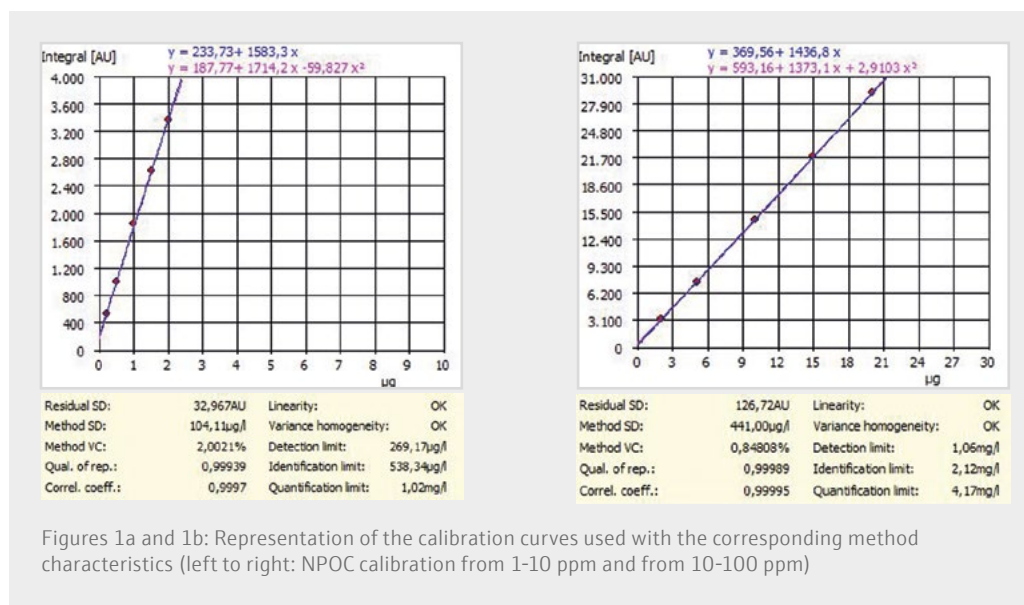 Integral [AU]
y = 233,73+ 1583,3 x
y = 187,77+ 1714,2 x -59,827 x²
4.000
3.600
3.200
2.800
2.400
2.000
1.600
1.200
800
400
0
0 1 2 3 4 5 6 7 8 9 10
µg
Residual SD: 32,967AU Linearity: OK
Method SD: 104,11µg/l Variance homogeneity: OK
Method VC: 2,0021% Detection limit: 269,17µg/l
Qual. of rep.: 0,99939 Identification limit: 538,34µg/l
Correl. coeff.: 0,9997 Quantification limit: 1,02mg/l
Integral [AU]
y = 369,56+ 1436,8 x
y = 593,16+ 1373,1 x + 2,9103 x²
31.000
27.900
24.800
21.700
18.600
15.500
12.400
9.300
6.200
3.100
0
0 3 6 9 12 15 18 21 24 27 30
µg
Residual SD: 126,72AU Linearity: OK
Method SD: 441,00µg/l Variance homogeneity: OK
Method VC: 0,84808% Detection limit: 1,06mg/l
Qual. of rep.: 0,99989 Identification limit: 2,12mg/l
Correl. coeff.: 0,99995 Quantification limit: 4,17mg/l
Figures 1a and 1b: Representation of the calibration curves used with the corresponding method
characteristics (left to right: NPOC calibration from 1-10 ppm and from 10-100 ppm)